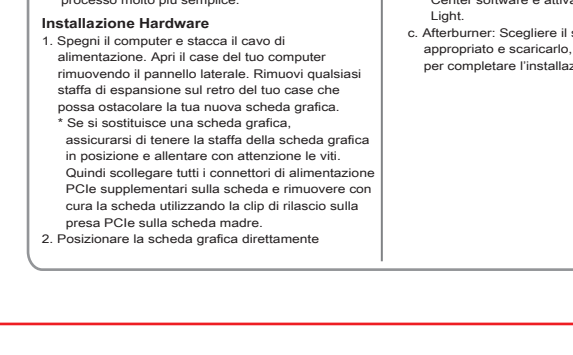 processo molto più semplice.
Installazione Hardware
1. Spegni il computer e stacca il cavo di
alimentazione. Apri il case del tuo computer
rimuovendo il pannello laterale. Rimuovi qualsiasi
staffa di espansione sul retro del tuo case che
possa ostacolare la tua nuova scheda grafica.
* Se si sostituisce una scheda grafica,
assicurarsi di tenere la staffa della scheda grafica
in posizione e allentare con attenzione le viti.
Quindi scollegare tutti i connettori di alimentazione
PCIe supplementari sulla scheda e rimuovere con
cura la scheda utilizzando la clip di rilascio sulla
presa PCIe sulla scheda madre.
2. Posizionare la scheda grafica direttamente
Center software e attiva
Light.
c. Afterburner: Scegliere il s
appropriato e scaricarlo,
per completare l'installaz